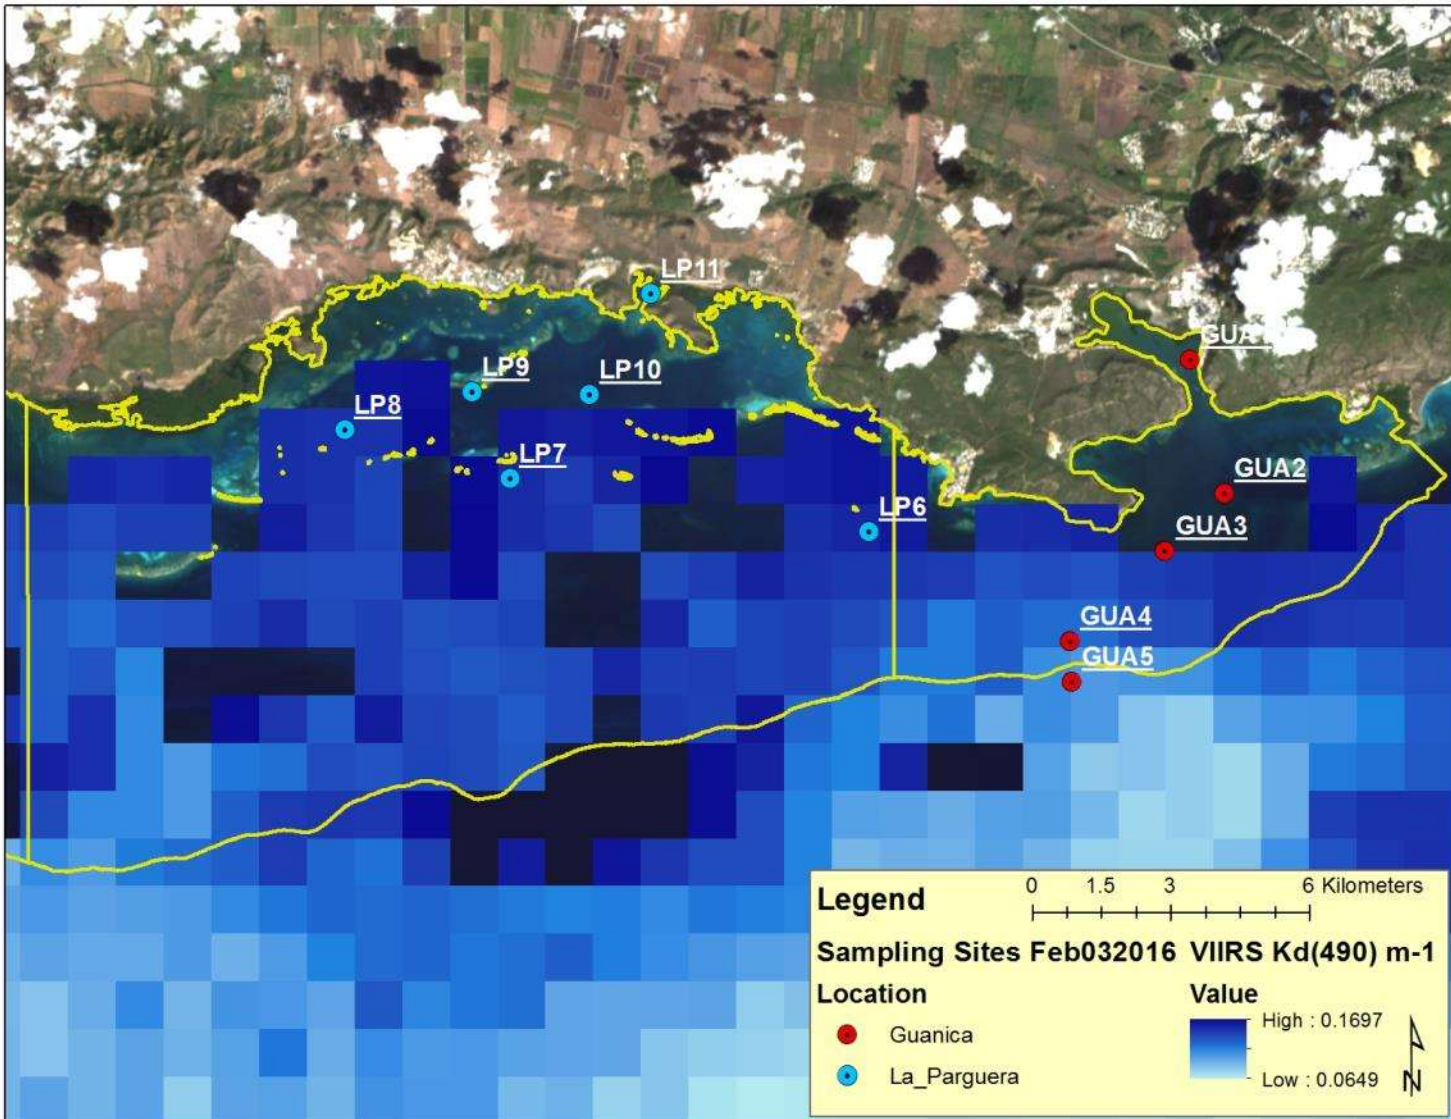 LP11
GUA1
LP9
LP10
LP8
LP7
GUA2
LP6
GUA3
GUA4
GUA5
Legend
0 1.5 3 6 Kilometers
Sampling Sites Feb032016 VIIRS Kd(490) m-1
Location Value
High : 0.1697
Guanica
La_Parguera
Low : 0.0649
N